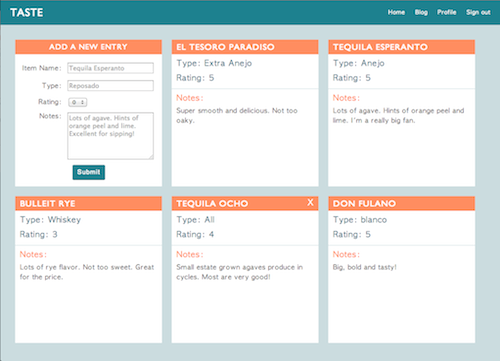 TASTE
Home Blog Profile Sign out
ADD A NEW ENTRY
Item Name: Tequila Esperanto
Type: Reposado
Rating: 0
Notes: Lots of agave. Hints of
orange peel and lime.
Excellent for sipping!
Submit
EL TESORO PARADISO
Type: Extra Anejo
Rating: 5
Notes:
Super smooth and delicious. Not too
oaky.
TEQUILA ESPERANTO
Type: Anejo
Rating: 5
Notes:
Lots of agave. Hints of orange peel and
lime. I'm a really big fan.
BULLEIT RYE
Type: Whiskey
Rating: 3
Notes:
Lots of rye flavor. Not too sweet. Great
for the price.
TEQUILA OCHO X
Type: All
Rating: 4
Notes:
Small estate grown agaves produce in
cycles. Most are very good!
DON FULANO
Type: blanco
Rating: 5
Notes:
Big, bold and tasty!